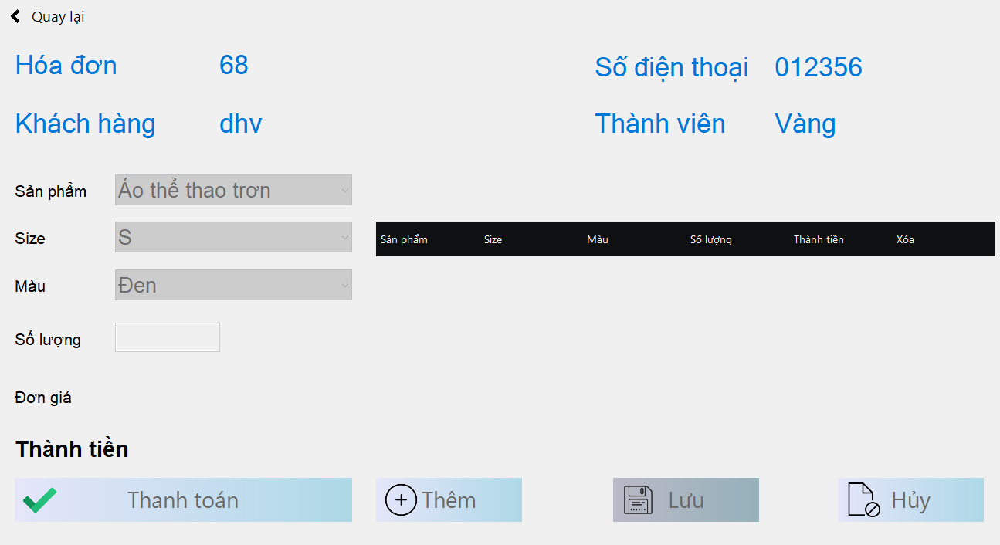 Quay lại
Hóa đơn 68 Số điện thoại 012356
Khách hàng dhv Thành viên Vàng
Sản phẩm Áo thể thao trơn
Size S
Sản phẩm Size Màu Số lượng Thành tiền Xóa
Màu Đen
Số lượng
Đơn giá
Thành tiền
Thanh toán Thêm Lưu Hủy